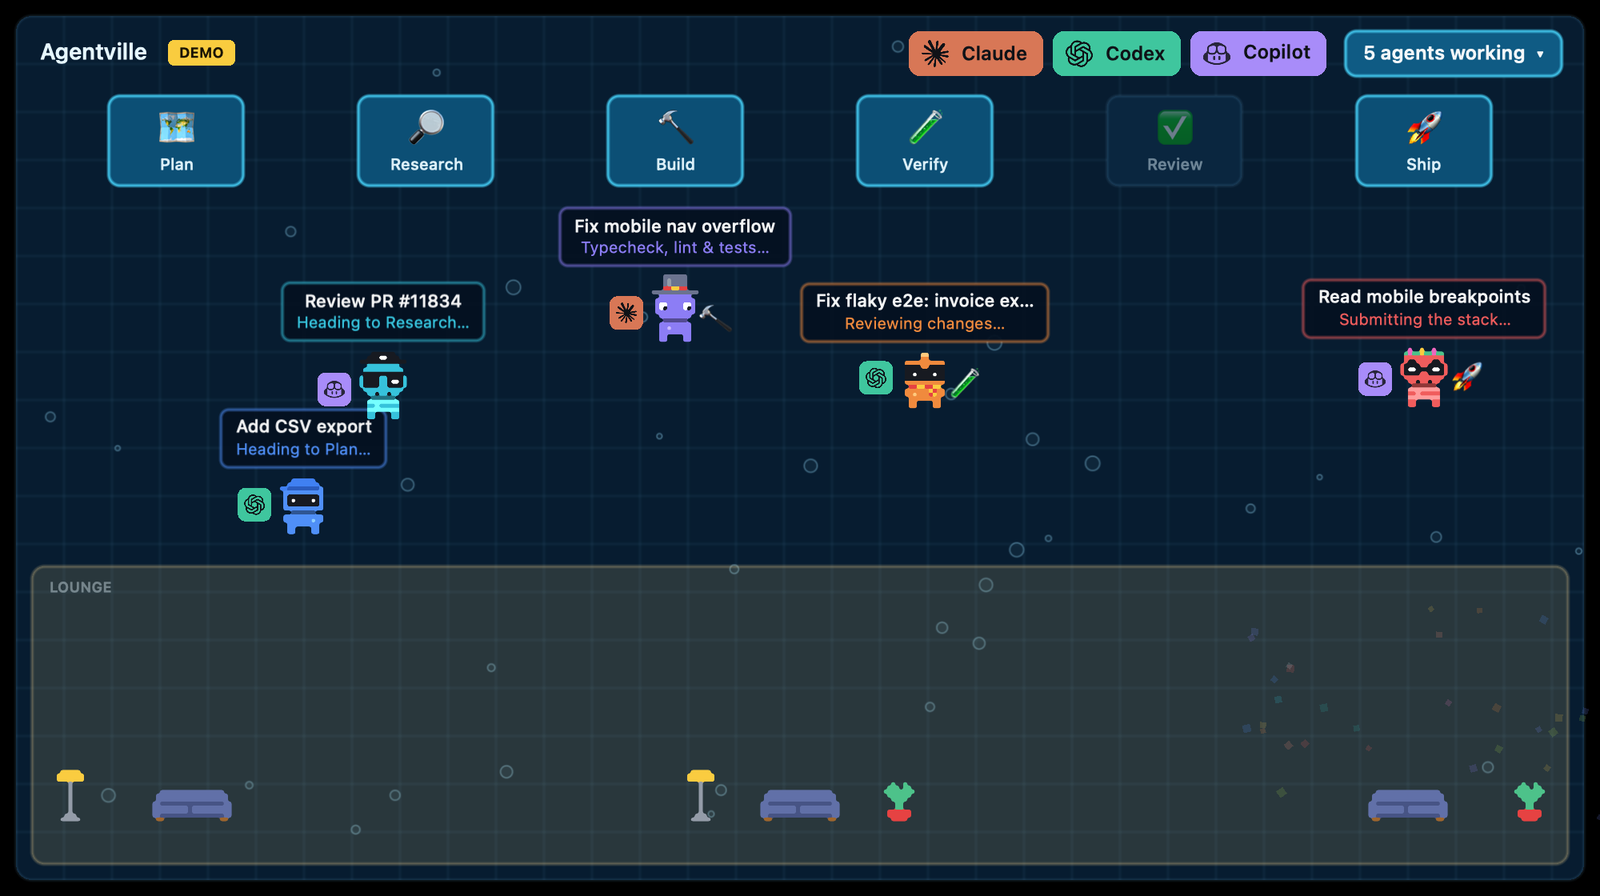 Agentville
DEMO
Claude
Codex
Copilot
5 agents working
Plan
Research
Build
Verify
Review
Ship
Fix mobile nav overflow
Typecheck, lint & tests...
Review PR #11834
Heading to Research...
Fix flaky e2e: invoice ex...
Reviewing changes...
Read mobile breakpoints
Submitting the stack...
Add CSV export
Heading to Plan...
LOUNGE